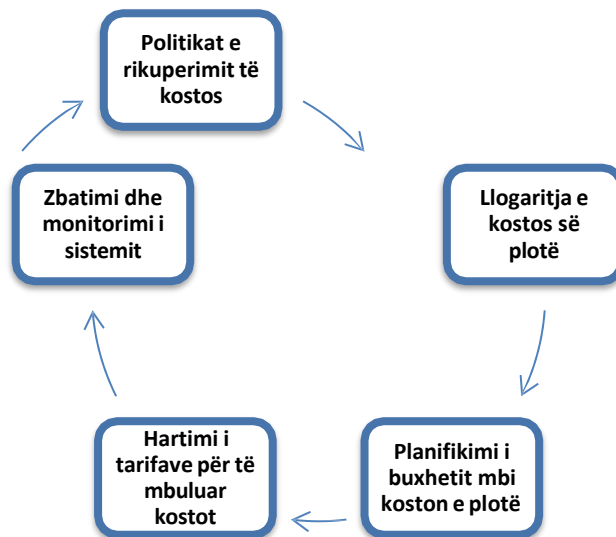 Politikat e
rikuperimit të
kostos
Llogaritja e
kostos së
plotë
Planifikimi i
buxhetit mbi
koston e plotë
Hartimi i
tarifave për të
mbuluar
kostot
Zbatimi dhe
monitorimi i
sistemit